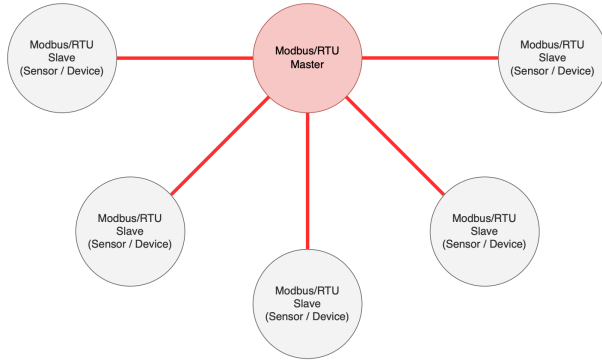 Modbus/RTU
Slave
(Sensor / Device)
Modbus/RTU
Master
Modbus/RTU
Slave
(Sensor / Device)
Modbus/RTU
Slave
(Sensor / Device)
Modbus/RTU
Slave
(Sensor / Device)
Modbus/RTU
Slave
(Sensor / Device)